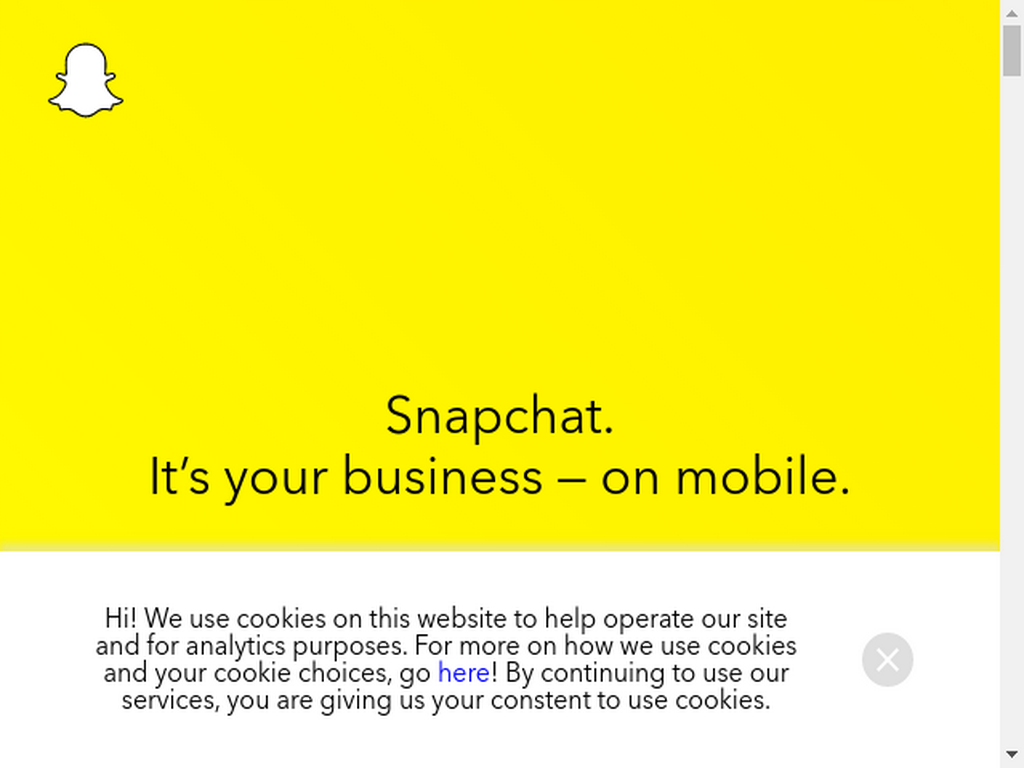 Snapchat.
It’s your business – on mobile.
Hi! We use cookies on this website to help operate our site
and for analytics purposes. For more on how we use cookies
and your cookie choices, go here! By continuing to use our
services, you are giving us your constent to use cookies.